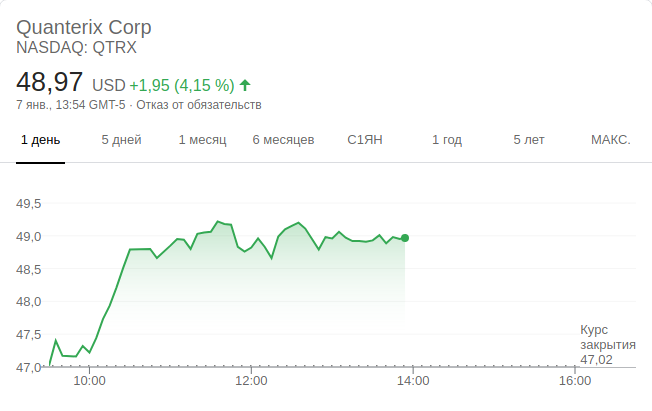 Quanterix Corp
NASDAQ: QTRX
48,97 USD +1,95 (4,15 %)
7 янв., 13:54 GMT-5 · Отказ от обязательств
1 день 5 дней 1 месяц 6 месяцев С1ЯН 1 год 5 лет МАКС.
49,5
49,0
48,5
48,0
47,5
47,0
Курс
закрытия
47,02
10:00 12:00 14:00 16:00